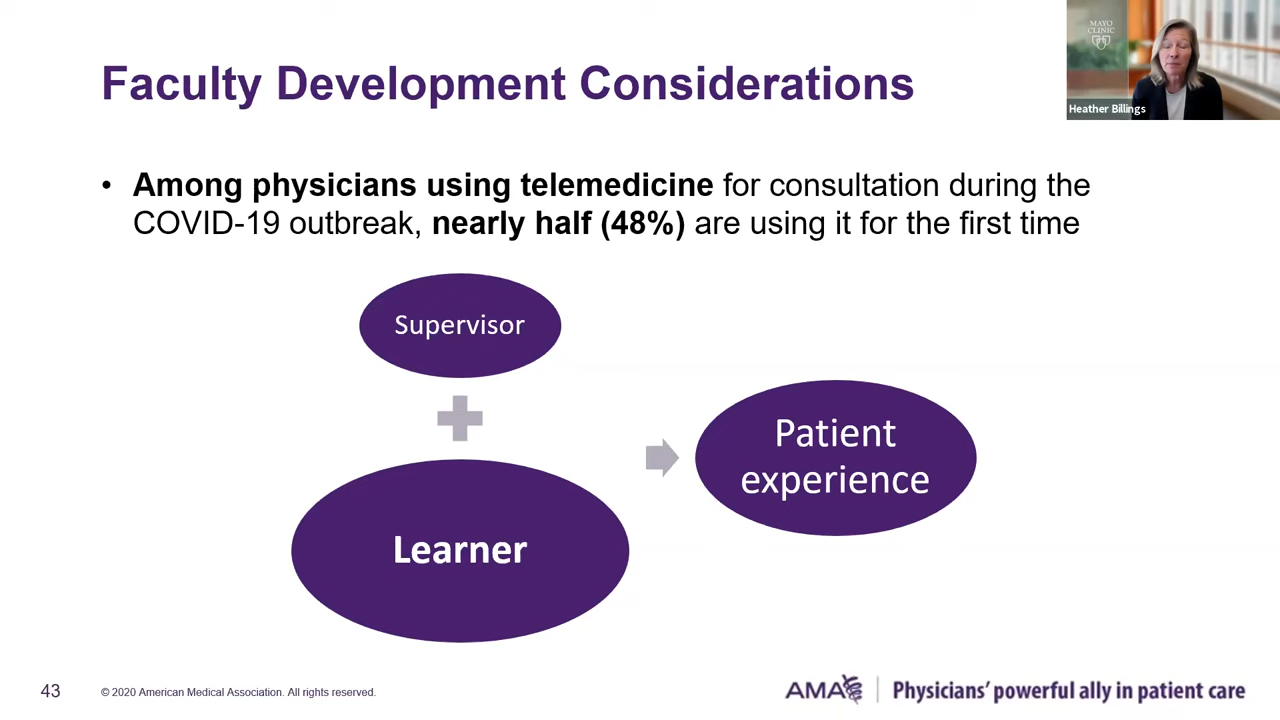 Faculty Development Considerations
MAYO
CLINIC
Heather Billings
• Among physicians using telemedicine for consultation during the
COVID-19 outbreak, nearly half (48%) are using it for the first time
Supervisor
Learner
Patient
experience
43
© 2020 American Medical Association. All rights reserved.
AMA
Physicians’ powerful ally in patient care